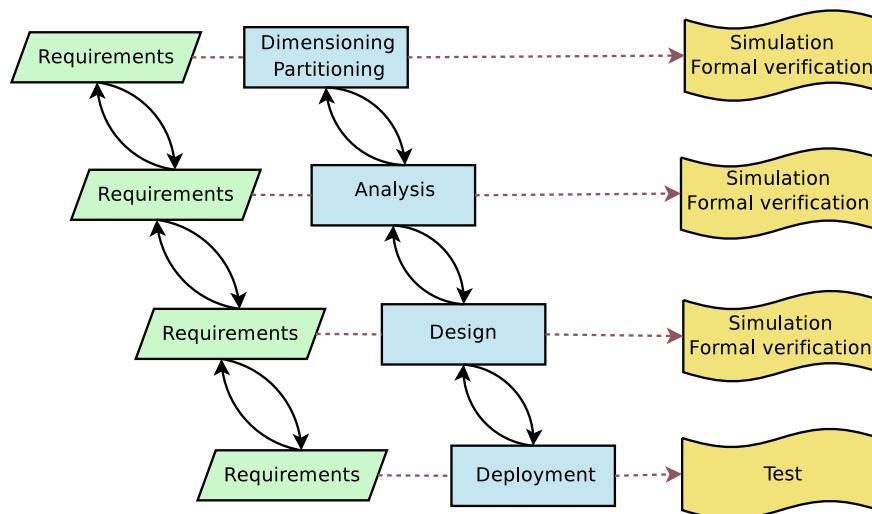 Requirements
Dimensioning
Partitioning
Simulation
Formal verification
Requirements
Analysis
Simulation
Formal verification
Requirements
Design
Simulation
Formal verification
Requirements
Deployment
Test